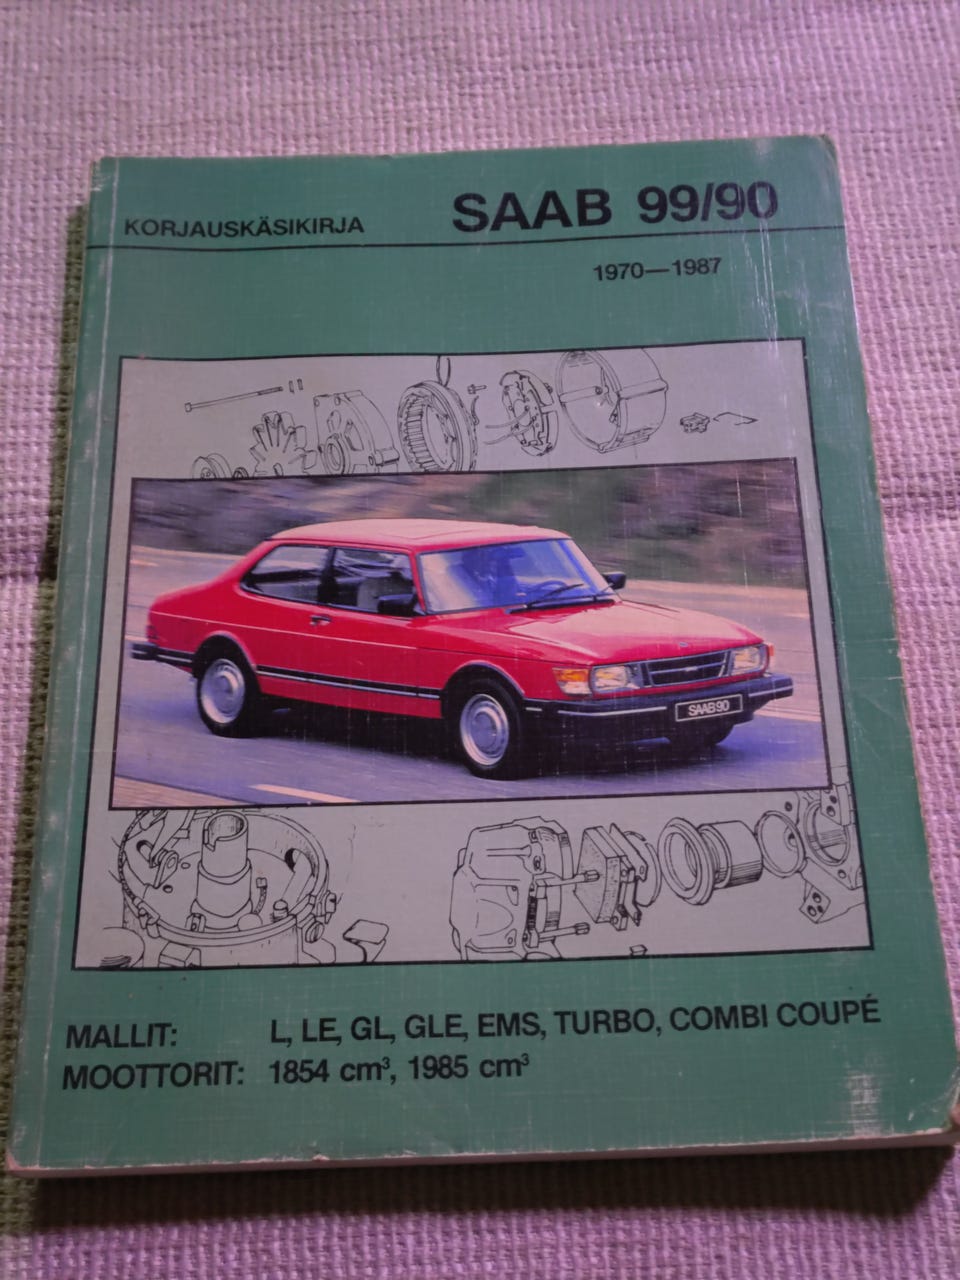 KORJAUSKÄSIKIRJA SAAB 99/90
1970—1987
SAAB 90
MALLIT: L, LE, GL, GLE, EMS, TURBO, COMBI COUPÉ
MOOTTORIT: 1854 cm³, 1985 cm³